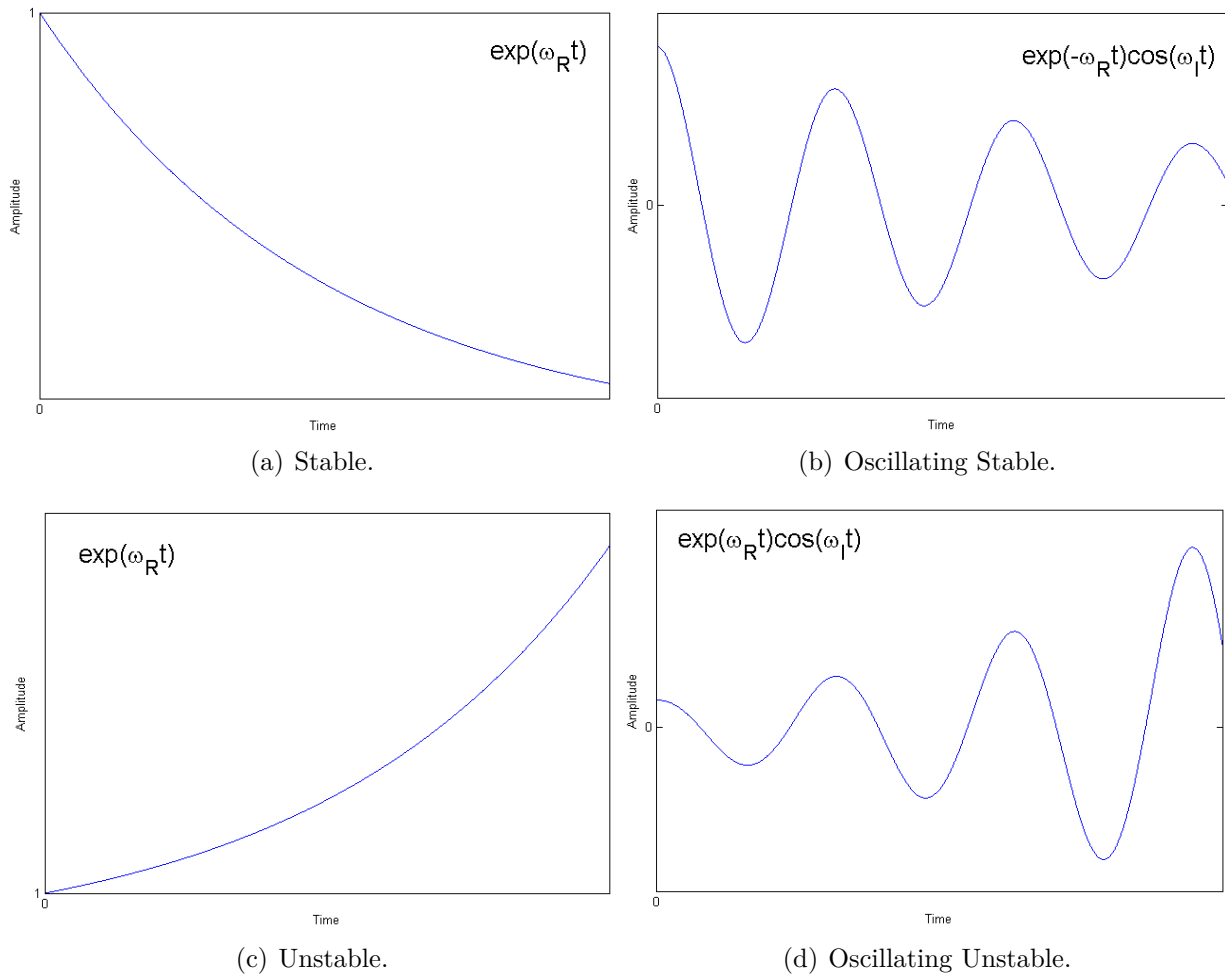 1
exp(ω_R t)
Amplitude
0
Time
(a) Stable.
exp(-ω_R t)cos(ω_I t)
Amplitude
0
0
Time
(b) Oscillating Stable.
exp(ω_R t)
Amplitude
1
0
Time
(c) Unstable.
exp(ω_R t)cos(ω_I t)
Amplitude
0
0
Time
(d) Oscillating Unstable.